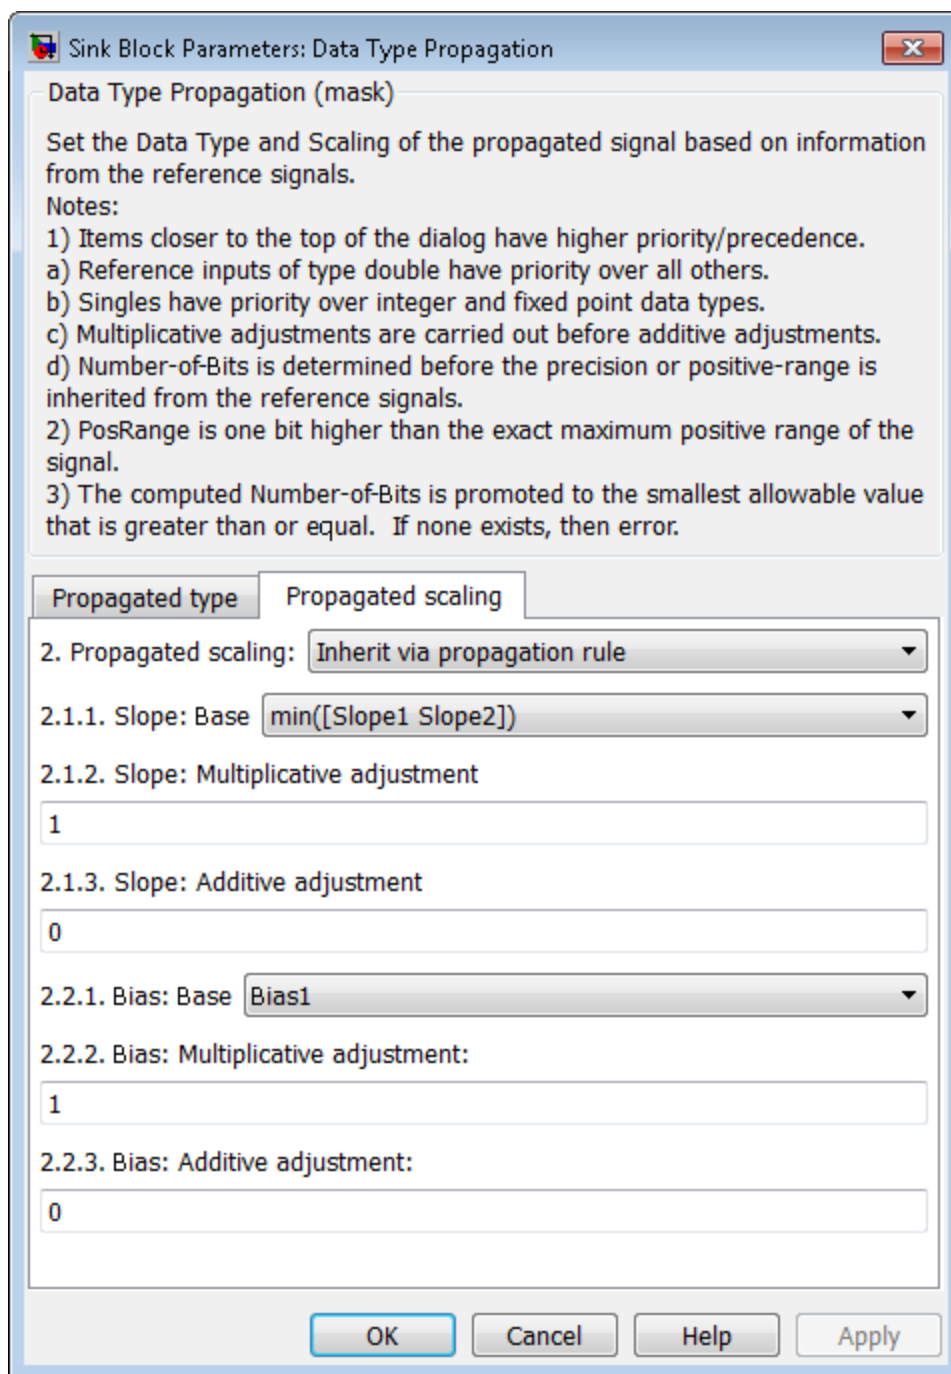 Sink Block Parameters: Data Type Propagation
Data Type Propagation (mask)
Set the Data Type and Scaling of the propagated signal based on information
from the reference signals.
Notes:
1) Items closer to the top of the dialog have higher priority/precedence.
a) Reference inputs of type double have priority over all others.
b) Singles have priority over integer and fixed point data types.
c) Multiplicative adjustments are carried out before additive adjustments.
d) Number-of-Bits is determined before the precision or positive-range is
inherited from the reference signals.
2) PosRange is one bit higher than the exact maximum positive range of the
signal.
3) The computed Number-of-Bits is promoted to the smallest allowable value
that is greater than or equal.  If none exists, then error.
Propagated type Propagated scaling
2. Propagated scaling: Inherit via propagation rule
2.1.1. Slope: Base min([Slope1 Slope2])
2.1.2. Slope: Multiplicative adjustment
1
2.1.3. Slope: Additive adjustment
0
2.2.1. Bias: Base Bias1
2.2.2. Bias: Multiplicative adjustment:
1
2.2.3. Bias: Additive adjustment:
0
OK Cancel Help Apply